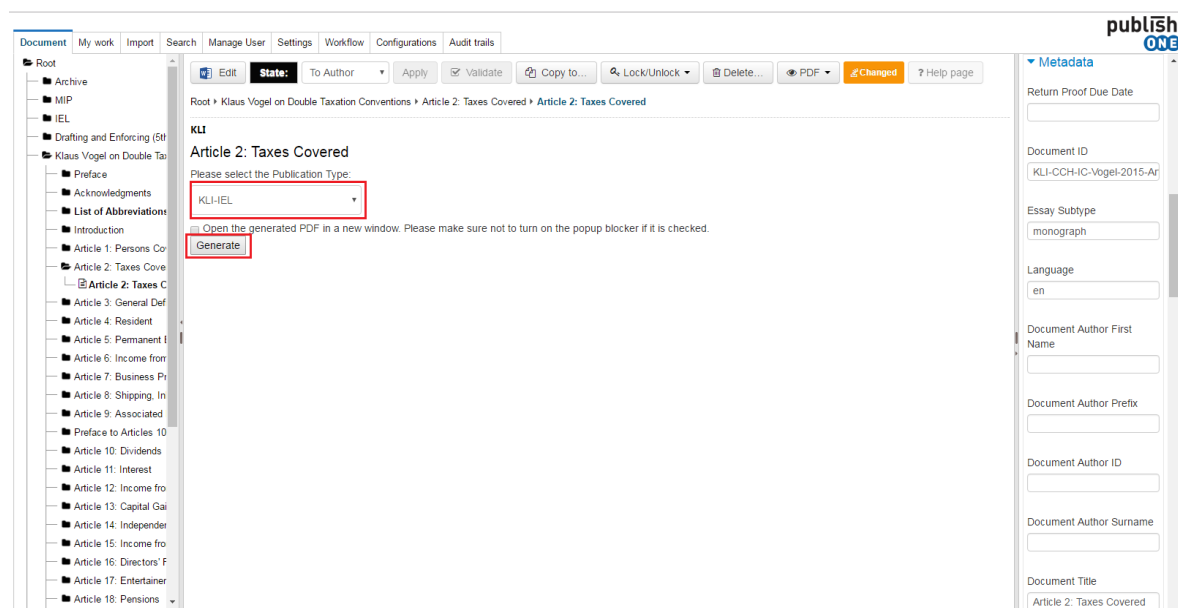 publishONE
Document My work Import Search Manage User Settings Workflow Configurations Audit trails
Root
Archive
MIP
IEL
Drafting and Enforcing (5th
Klaus Vogel on Double Tax
Preface
Acknowledgments
List of Abbreviations
Introduction
Article 1: Persons Co
Article 2: Taxes Cove
Article 2: Taxes C
Article 3: General Def
Article 4: Resident
Article 5: Permanent E
Article 6: Income from
Article 7: Business Pr
Article 8: Shipping, In
Article 9: Associated
Preface to Articles 10
Article 10: Dividends
Article 11: Interest
Article 12: Income fro
Article 13: Capital Gai
Article 14: Independen
Article 15: Income fro
Article 16: Directors' F
Article 17: Entertainer
Article 18: Pensions
Edit State: To Author Apply Validate Copy to... Lock/Unlock Delete... PDF Changed ? Help page
Root Klaus Vogel on Double Taxation Conventions Article 2: Taxes Covered Article 2: Taxes Covered
KLI
Article 2: Taxes Covered
Please select the Publication Type:
KLI-IEL
Open the generated PDF in a new window. Please make sure not to turn on the popup blocker if it is checked.
Generate
Metadata
Return Proof Due Date
Document ID
KLI-CCH-IC-Vogel-2015-Ar
Essay Subtype
monograph
Language
en
Document Author First
Name
Document Author Prefix
Document Author ID
Document Author Surname
Document Title
Article 2: Taxes Covered